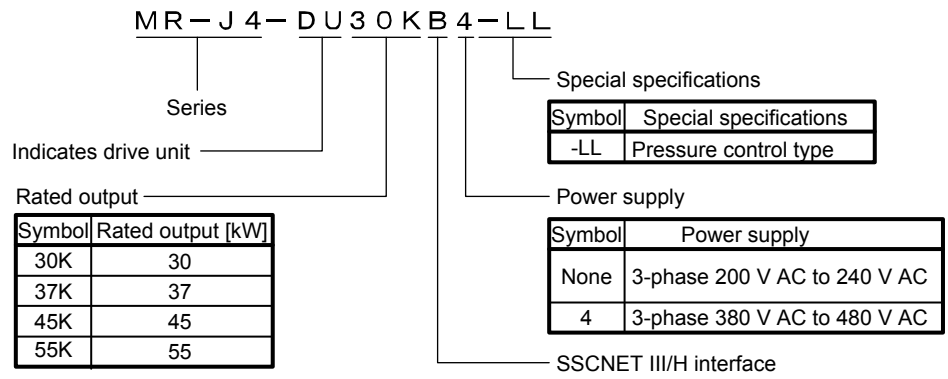 MR-J4-DU30KB4-LL
Special specifications
Symbol Special specifications
-LL Pressure control type
Series
Indicates drive unit
Rated output
Symbol Rated output [kW]
30K 30
37K 37
45K 45
55K 55
Power supply
Symbol Power supply
None 3-phase 200 V AC to 240 V AC
4 3-phase 380 V AC to 480 V AC
SSCNET III/H interface